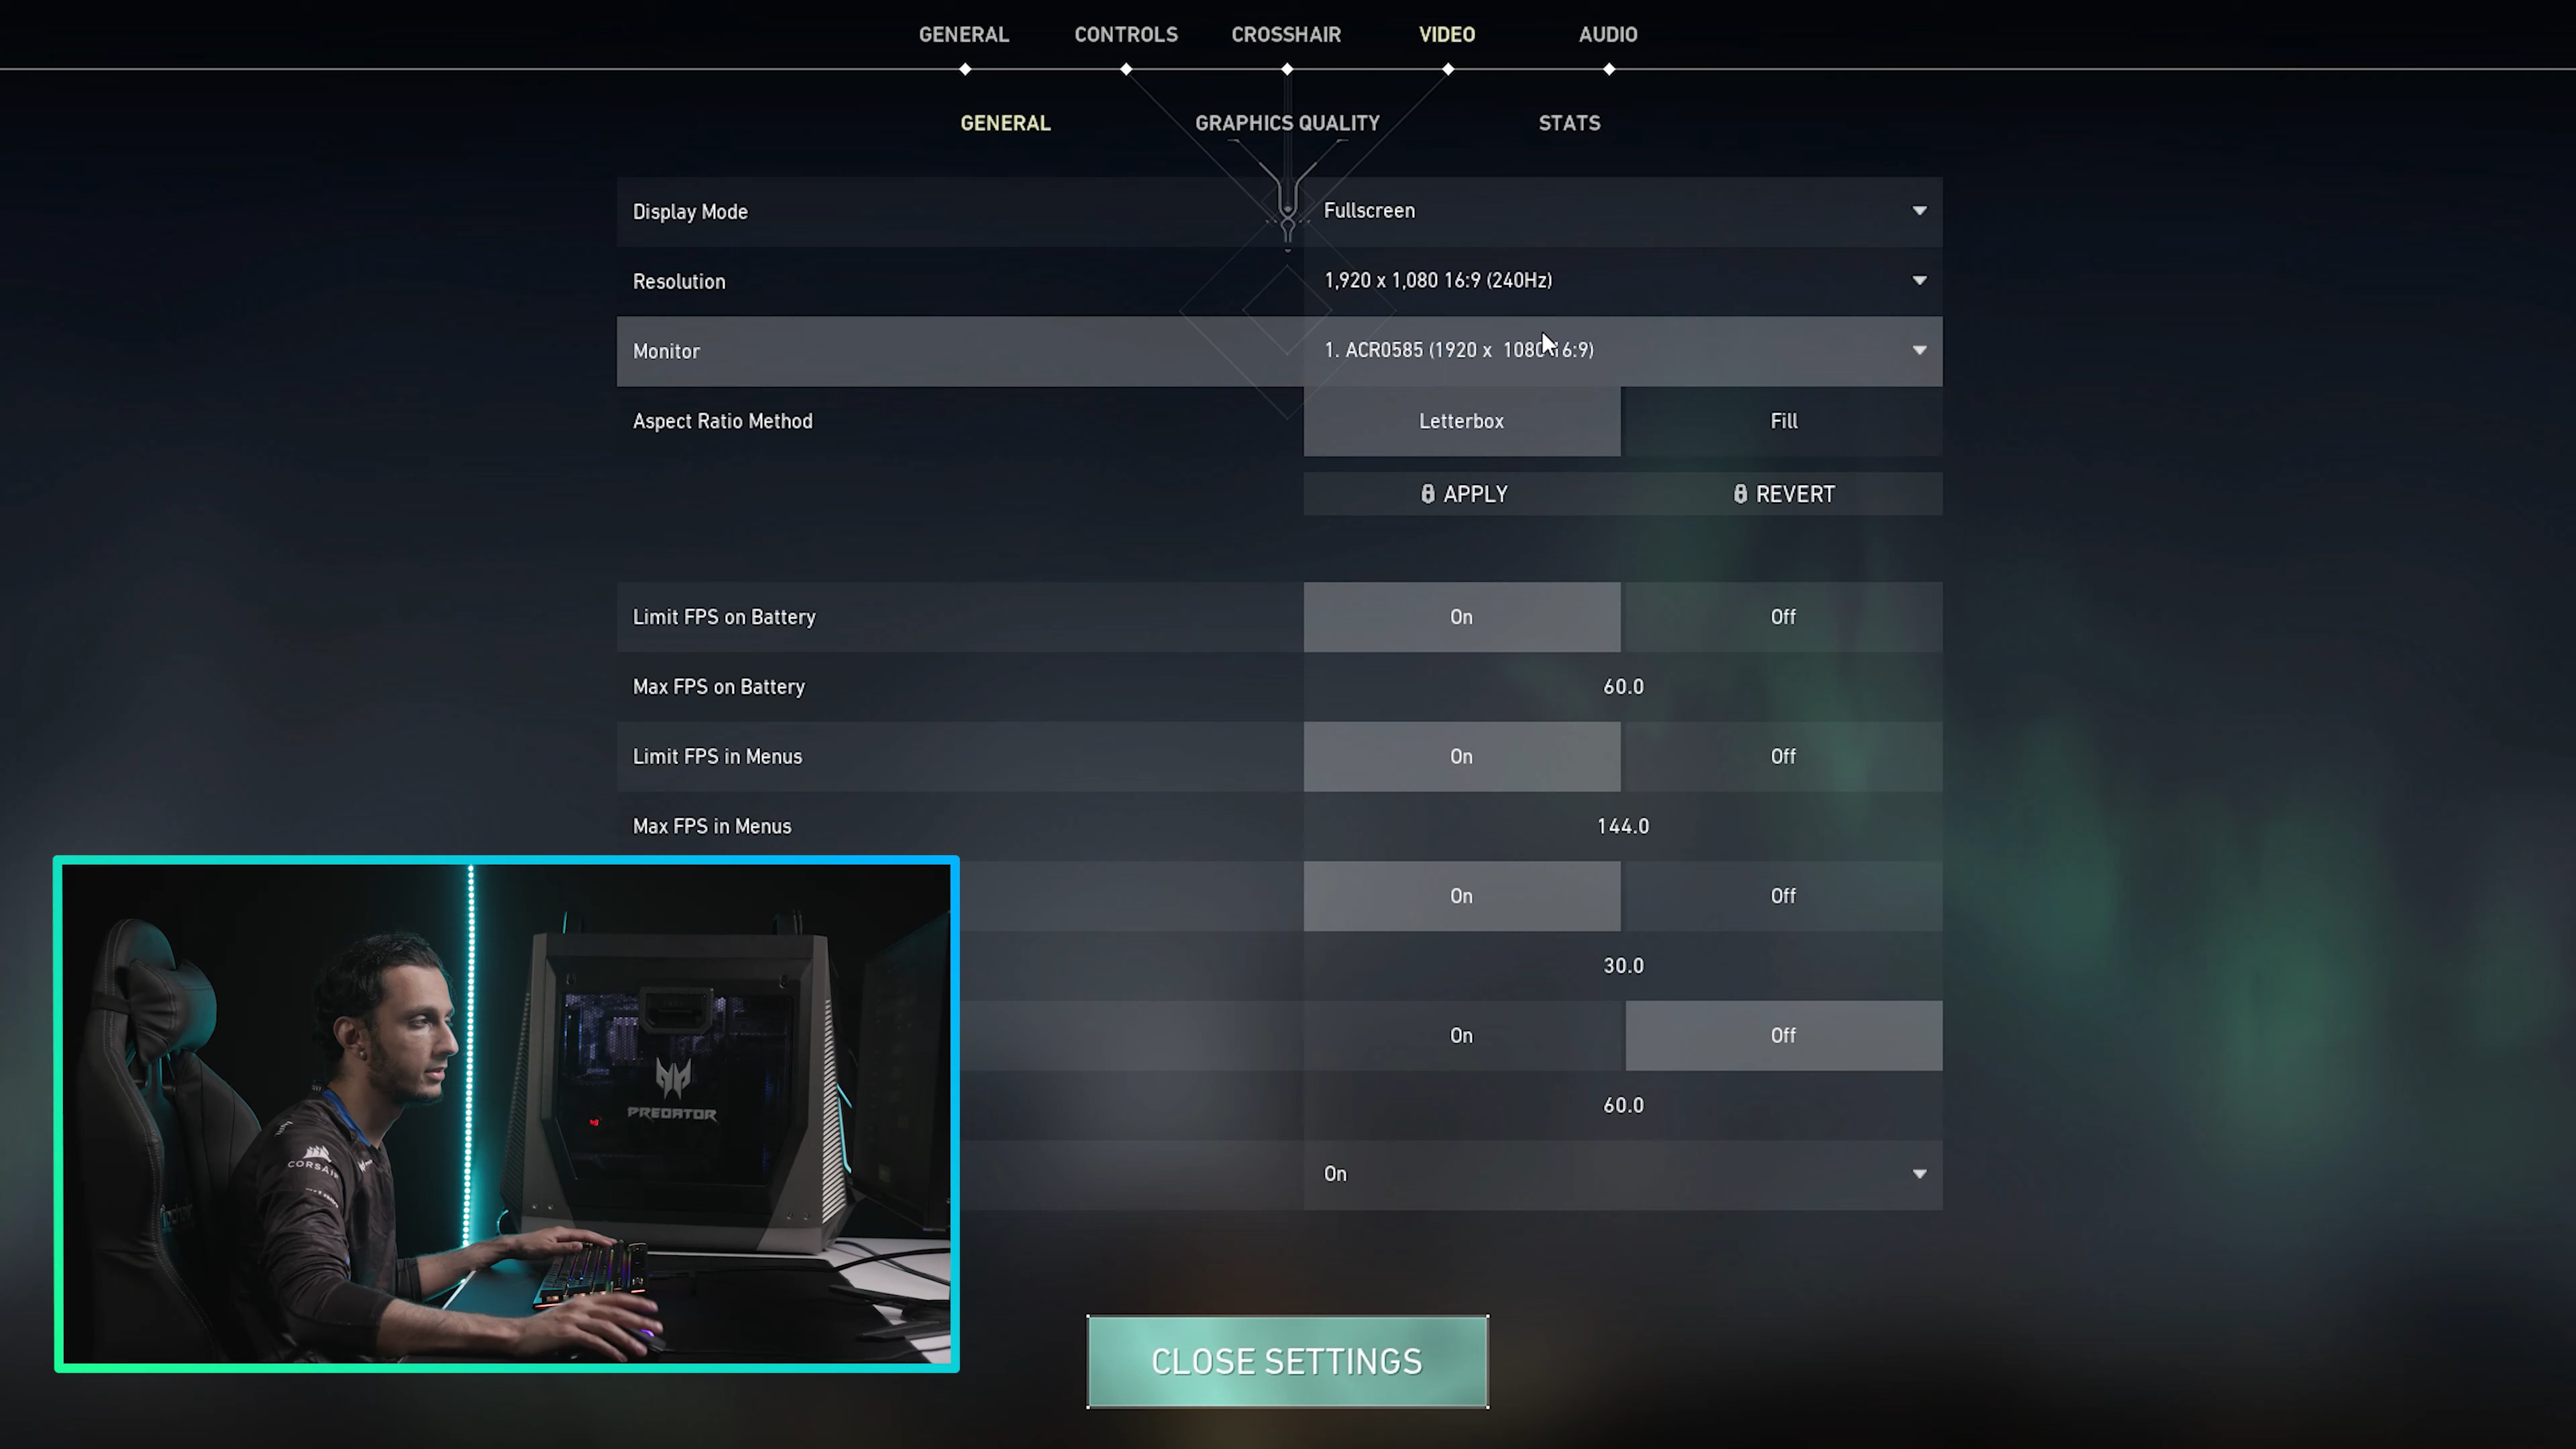 GENERAL CONTROLS CROSSHAIR VIDEO AUDIO
GENERAL GRAPHICS QUALITY STATS
Display Mode Fullscreen
Resolution 1,920 x 1,080 16:9 (240Hz)
Monitor 1. ACR0585 (1920 x 1080 16:9)
Aspect Ratio Method Letterbox Fill
APPLY REVERT
Limit FPS on Battery On Off
Max FPS on Battery 60.0
Limit FPS in Menus On Off
Max FPS in Menus 144.0
On Off
30.0
On Off
60.0
On
PREDATOR
CORSAIR
CLOSE SETTINGS